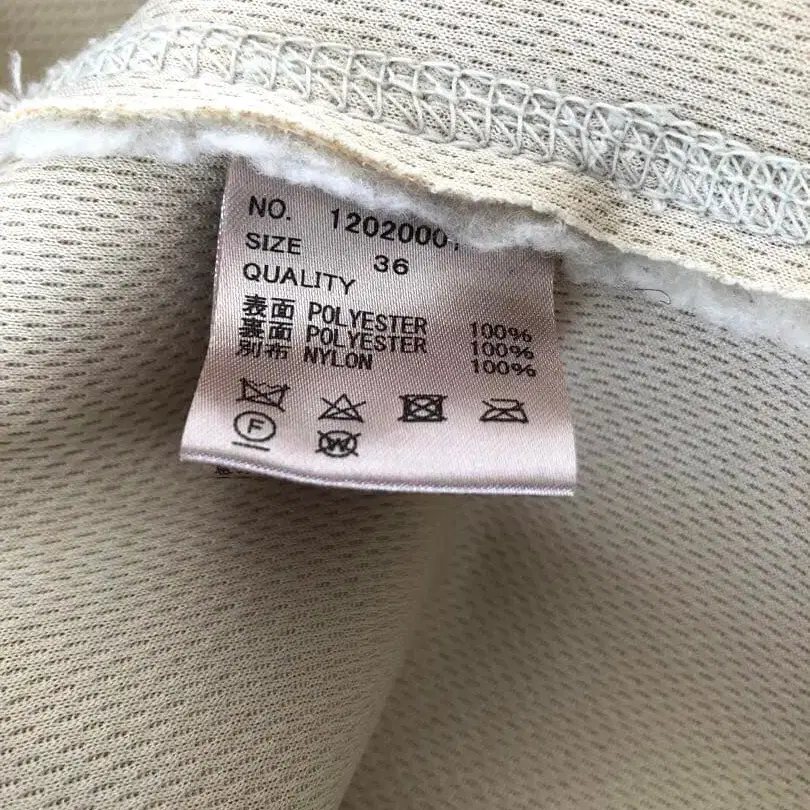 NO. 1202000
SIZE 36
QUALITY
表面 POLYESTER 100%
裏面 POLYESTER 100%
別布 NYLON 100%
F
W